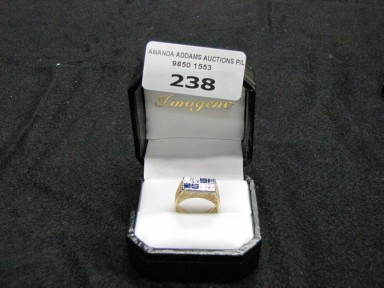 AMANDA ADDAMS AUCTIONS P/L
9850 1553
238
Imogene